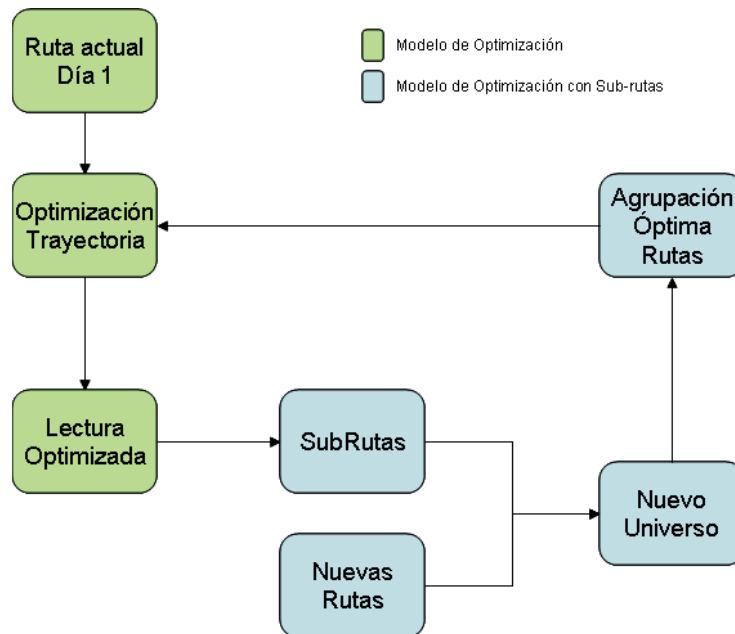 Ruta actual
Día 1
Modelo de Optimización
Modelo de Optimización con Sub-rutas
Optimización
Trayectoria
Agrupación
Óptima
Rutas
Lectura
Optimizada
SubRutas
Nuevo
Universo
Nuevas
Rutas